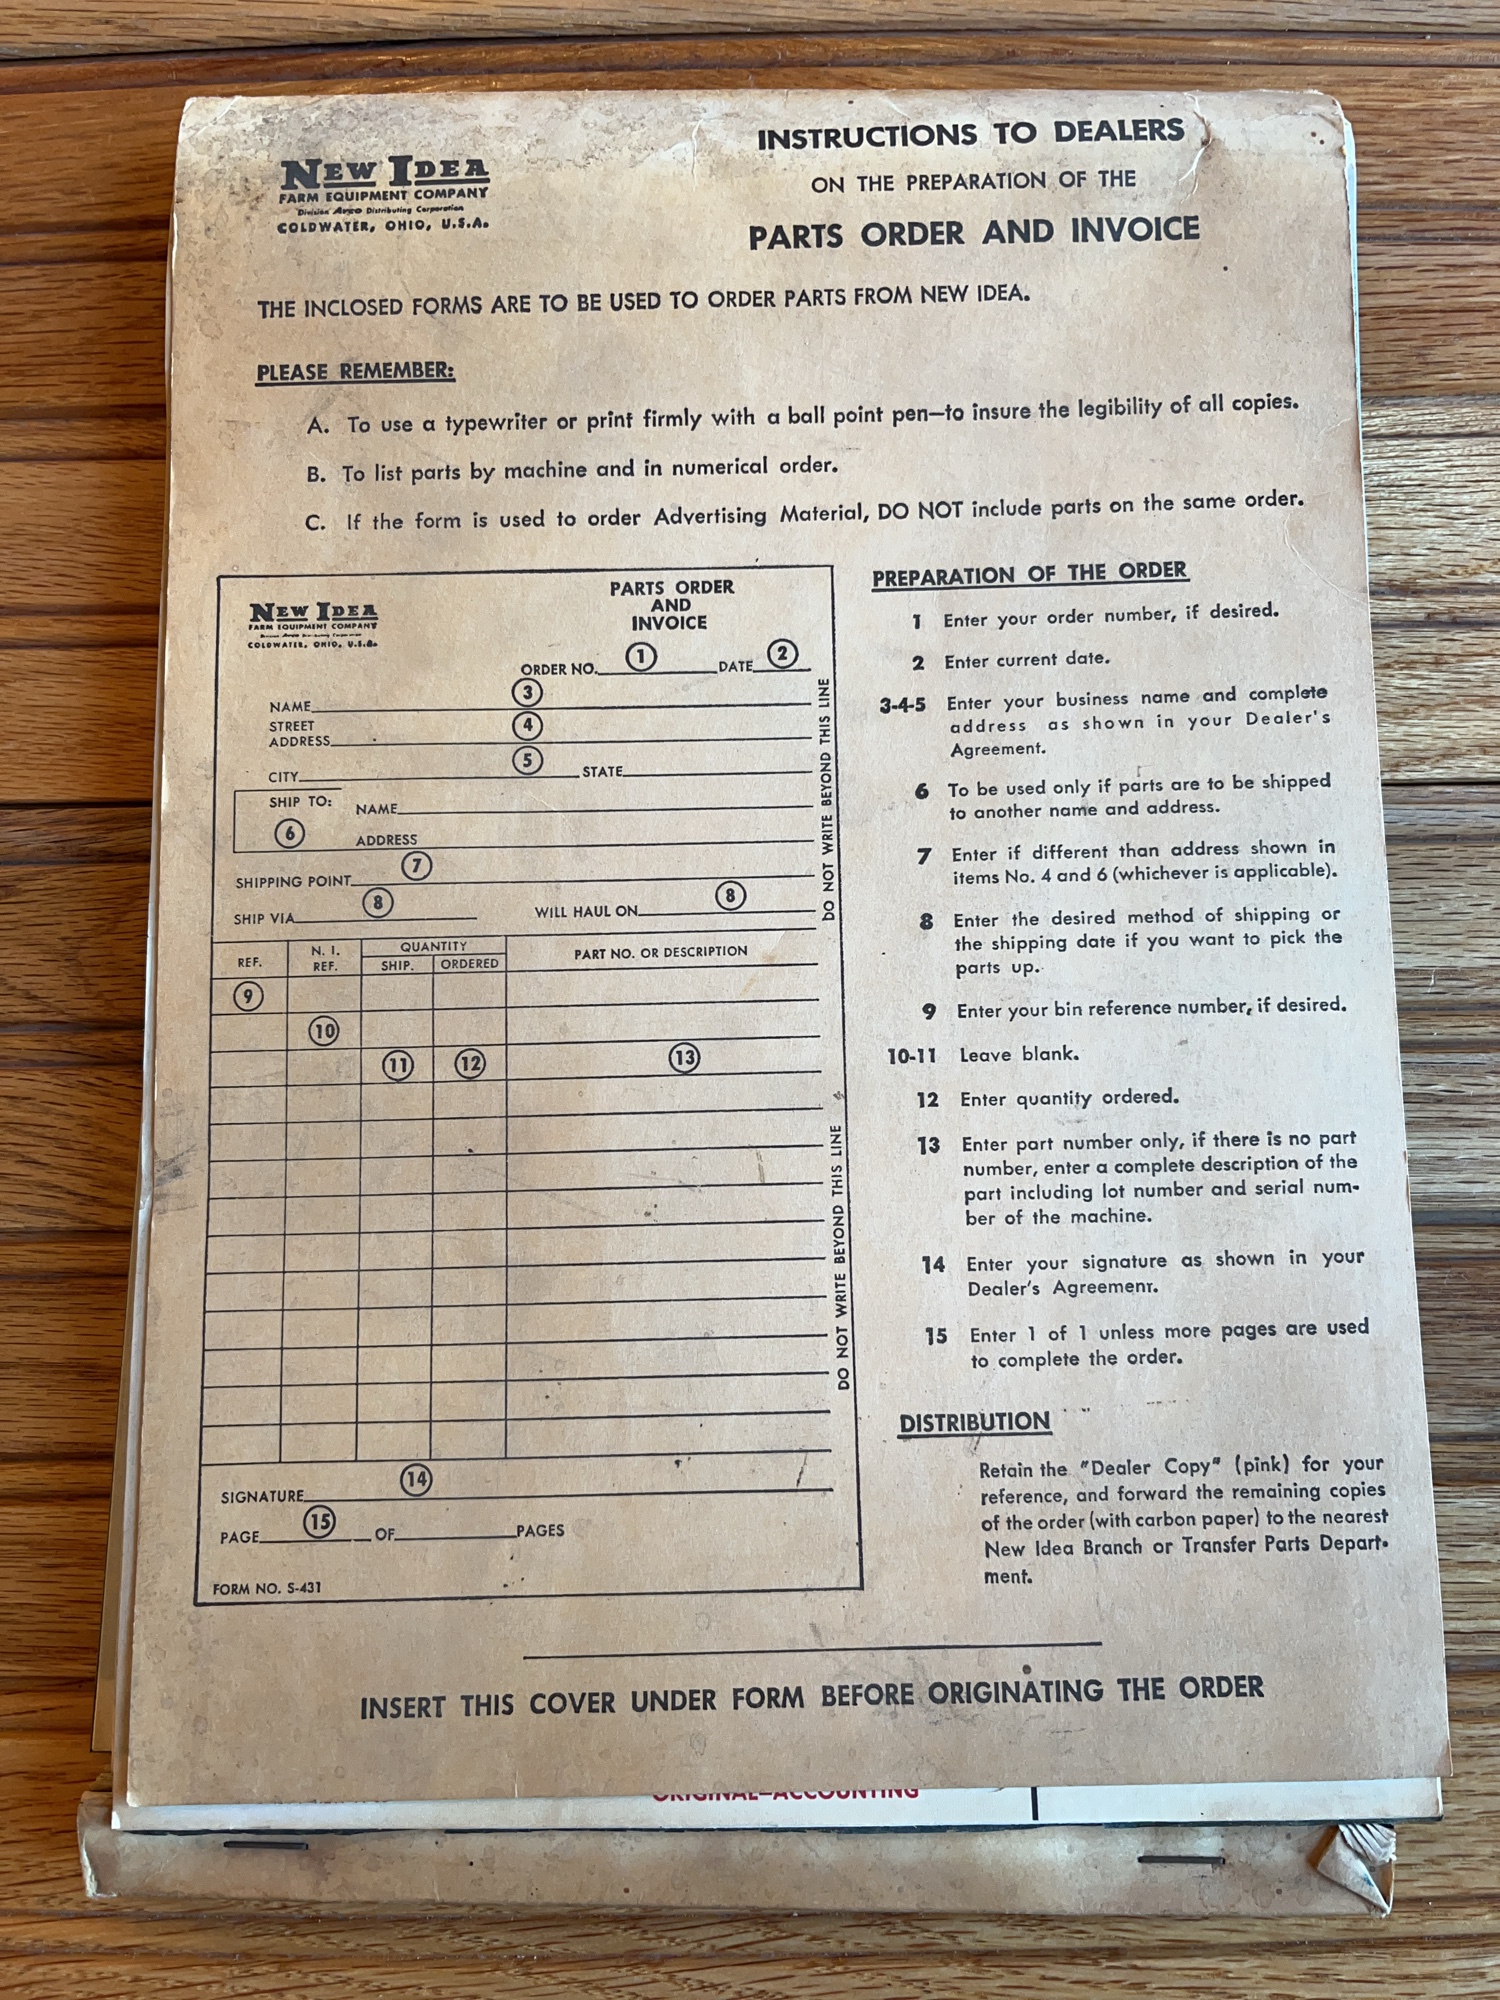 NEW IDEA
FARM EQUIPMENT COMPANY
Division Avco Distributing Corporation
COLDWATER, OHIO, U.S.A.
INSTRUCTIONS TO DEALERS
ON THE PREPARATION OF THE
PARTS ORDER AND INVOICE
THE INCLOSED FORMS ARE TO BE USED TO ORDER PARTS FROM NEW IDEA.
PLEASE REMEMBER:
A. To use a typewriter or print firmly with a ball point pen—to insure the legibility of all copies.
B. To list parts by machine and in numerical order.
C. If the form is used to order Advertising Material, DO NOT include parts on the same order.
NEW IDEA
FARM EQUIPMENT COMPANY
Division Avco Distributing Corporation
COLDWATER, OHIO, U.S.A.
PARTS ORDER
AND
INVOICE
ORDER NO. 1 DATE 2
NAME 3
STREET
ADDRESS 4
CITY 5 STATE
SHIP TO: NAME
6 ADDRESS
SHIPPING POINT 7
SHIP VIA 8 WILL HAUL ON 8
DO NOT WRITE BEYOND THIS LINE
REF. N. I. REF. QUANTITY SHIP. ORDERED PART NO. OR DESCRIPTION
9
10
11 12 13
DO NOT WRITE BEYOND THIS LINE
SIGNATURE 14
PAGE 15 OF PAGES
FORM NO. S-431
PREPARATION OF THE ORDER
1 Enter your order number, if desired.
2 Enter current date.
3-4-5 Enter your business name and complete
address as shown in your Dealer's
Agreement.
6 To be used only if parts are to be shipped
to another name and address.
7 Enter if different than address shown in
items No. 4 and 6 (whichever is applicable).
8 Enter the desired method of shipping or
the shipping date if you want to pick the
parts up.
9 Enter your bin reference number, if desired.
10-11 Leave blank.
12 Enter quantity ordered.
13 Enter part number only, if there is no part
number, enter a complete description of the
part including lot number and serial num-
ber of the machine.
14 Enter your signature as shown in your
Dealer's Agreement.
15 Enter 1 of 1 unless more pages are used
to complete the order.
DISTRIBUTION
Retain the "Dealer Copy" (pink) for your
reference, and forward the remaining copies
of the order (with carbon paper) to the nearest
New Idea Branch or Transfer Parts Depart-
ment.
INSERT THIS COVER UNDER FORM BEFORE ORIGINATING THE ORDER
ORIGINAL—ACCOUNTING